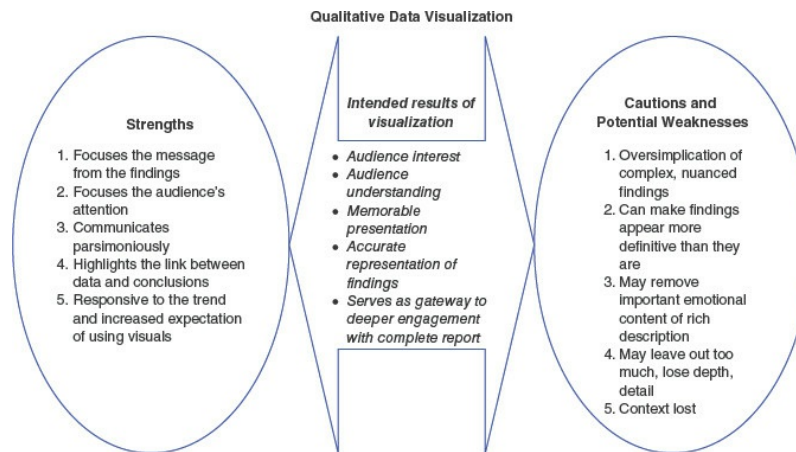 Qualitative Data Visualization
Strengths
1. Focuses the message
from the findings
2. Focuses the audience's
attention
3. Communicates
parsimoniously
4. Highlights the link between
data and conclusions
5. Responsive to the trend
and increased expectation
of using visuals
Intended results of
visualization
• Audience interest
• Audience
understanding
• Memorable
presentation
• Accurate
representation of
findings
• Serves as gateway to
deeper engagement
with complete report
Cautions and
Potential Weaknesses
1. Oversimplication of
complex, nuanced
findings
2. Can make findings
appear more
definitive than they
are
3. May remove
important emotional
content of rich
description
4. May leave out too
much, lose depth,
detail
5. Context lost